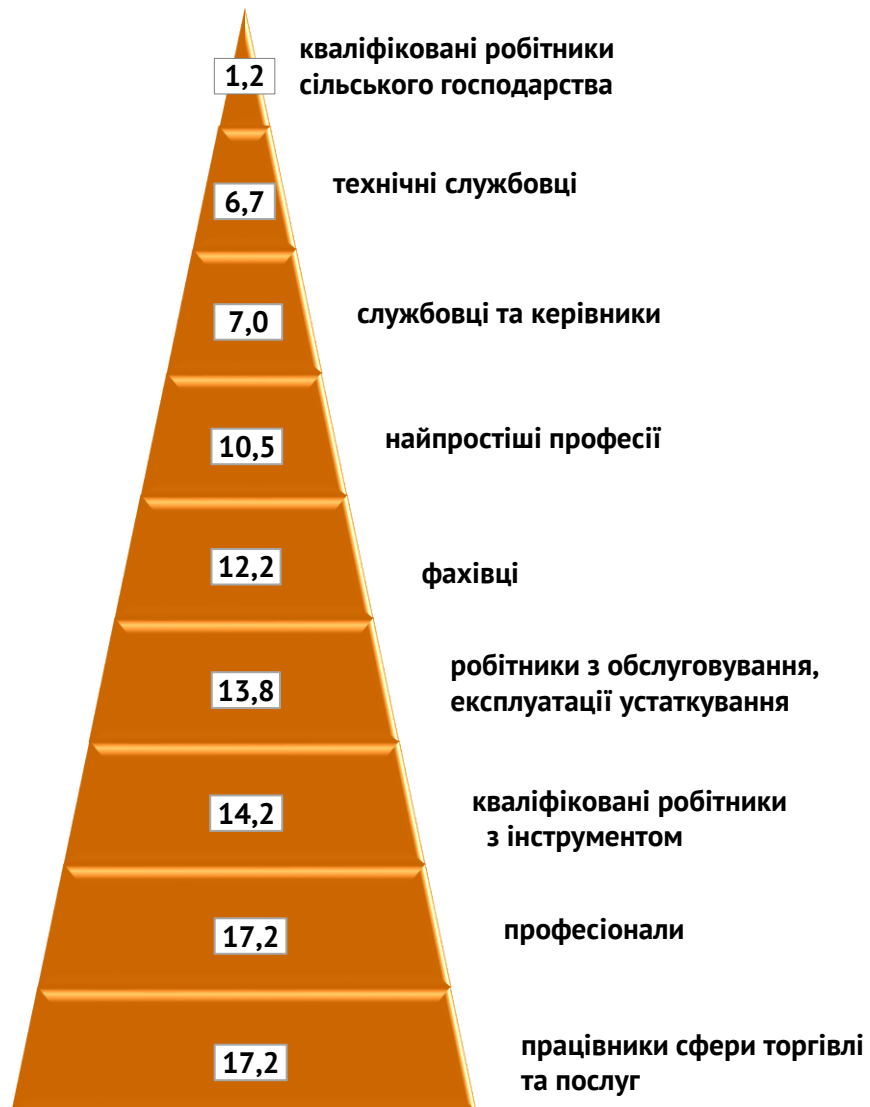 кваліфіковані робітники
1,2
сільського господарства
технічні службовці
6,7
службовці та керівники
7,0
найпростіші професії
10,5
12,2
фахівці
робітники з обслуговування,
13,8
експлуатації устаткування
кваліфіковані робітники
14,2
з інструментом
професіонали
17,2
працівники сфери торгівлі
17,2
та послуг